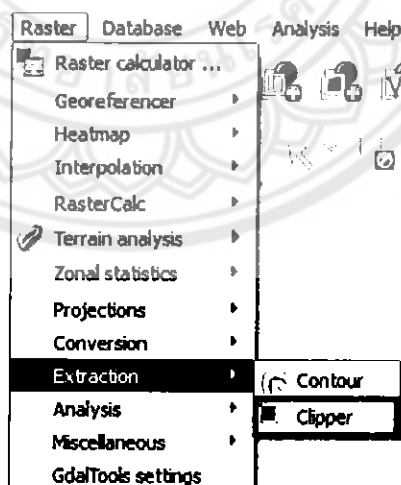 Raster Database Web Analysis Help
Raster calculator ...
Georeferencer
Heatmap
Interpolation
RasterCalc
Terrain analysis
Zonal statistics
Projections
Conversion
Extraction
Contour
Analysis
Clipper
Miscellaneous
GdalTools settings